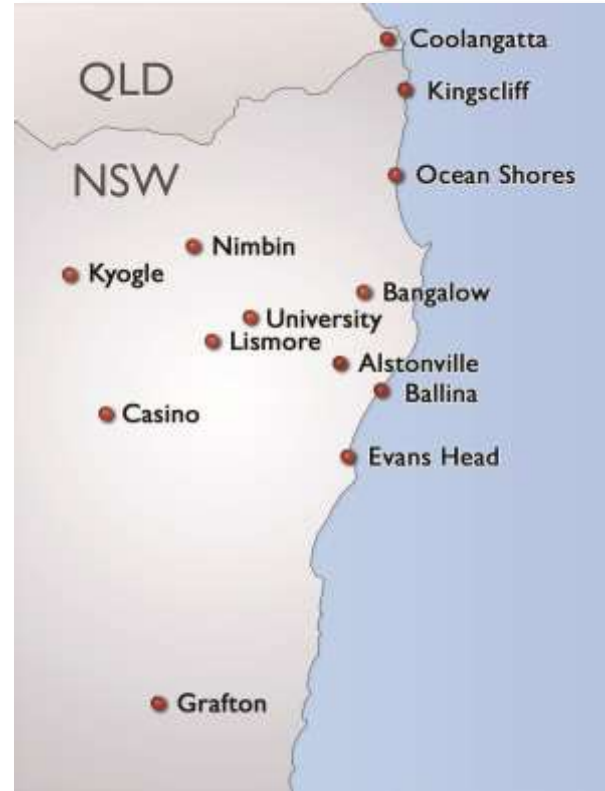 Coolangatta
QLD
Kingscliff
Ocean Shores
NSW
Nimbin
Kyogle
Bangalow
University
Lismore
Alstonville
Ballina
Casino
Evans Head
Grafton